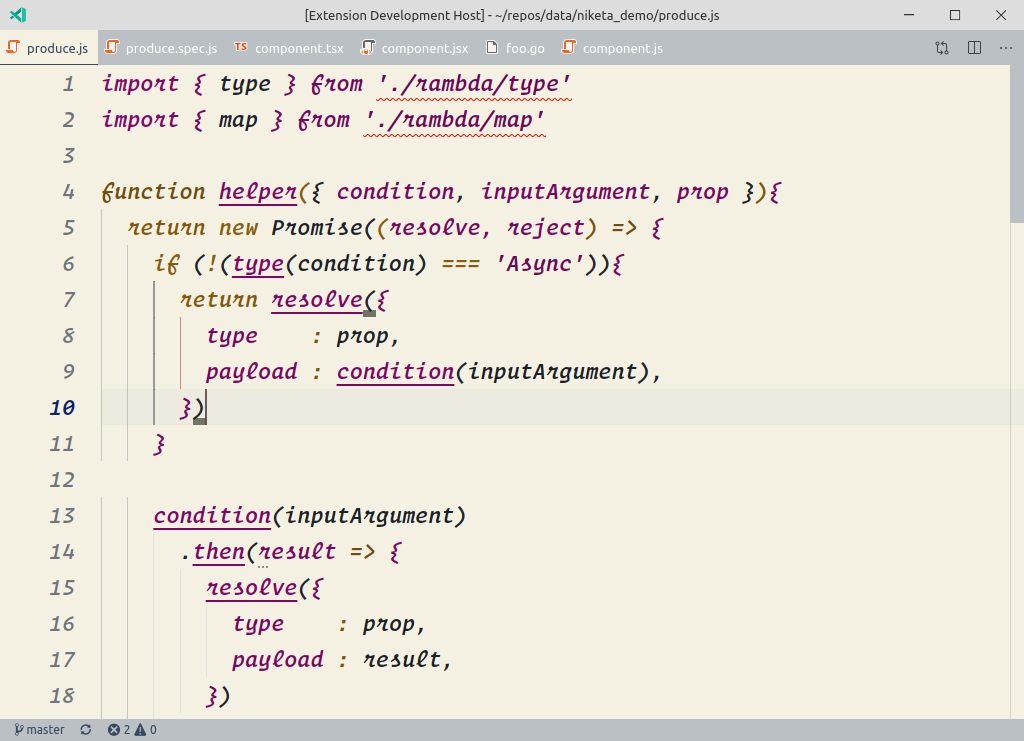 [Extension Development Host] - ~/repos/data/niketa_demo/produce.js
produce.js produce.spec.js TS component.tsx component.jsx foo.go component.js
1 import { type } from './rambda/type'
2 import { map } from './rambda/map'
3
4 function helper({ condition, inputArgument, prop }){
5 return new Promise((resolve, reject) => {
6 if (!(type(condition) === 'Async')){
7 return resolve({
8 type : prop,
9 payload : condition(inputArgument),
10 })
11 }
12
13 condition(inputArgument)
14 .then(result => {
15 resolve({
16 type : prop,
17 payload : result,
18 })
master 2 0